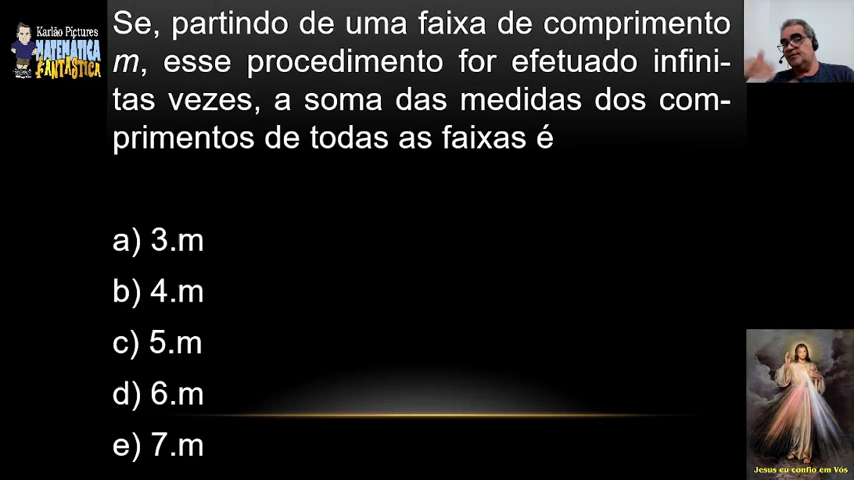 Karlão Pictures
MATEMÁTICA
FANTÁSTICA
Se, partindo de uma faixa de comprimento
m, esse procedimento for efetuado infini-
tas vezes, a soma das medidas dos com-
primentos de todas as faixas é
a) 3.m
b) 4.m
c) 5.m
d) 6.m
e) 7.m
Jesus eu confio em Vós